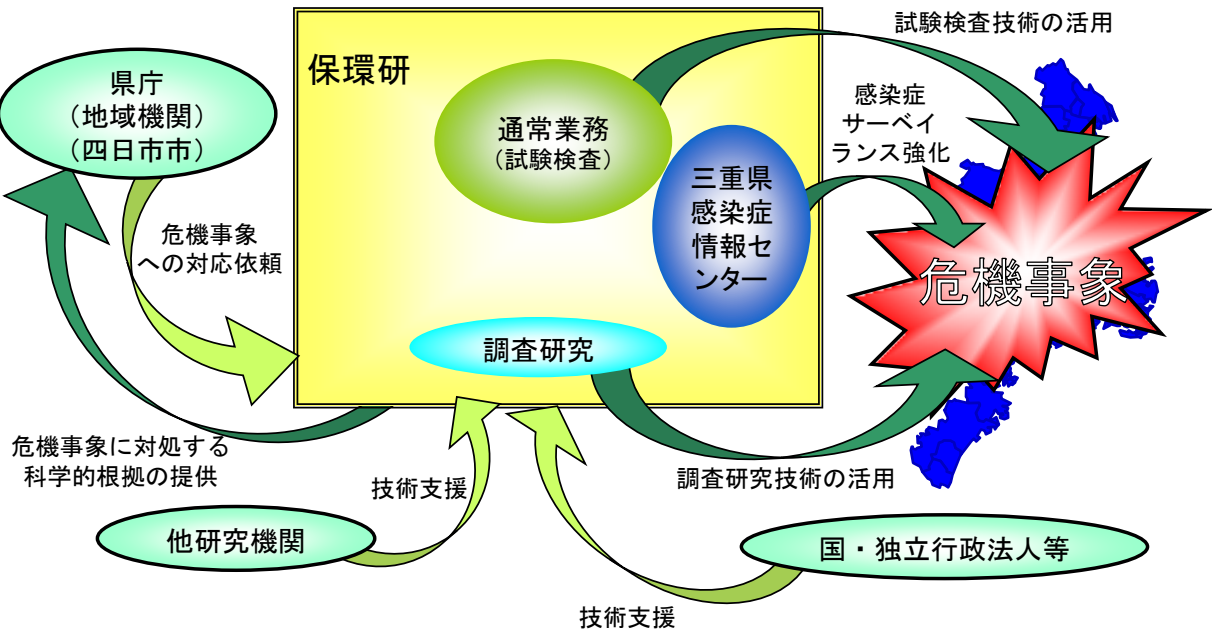 試験検査技術の活用
保環研
県庁
（地域機関）
（四日市市）
通常業務
（試験検査）
感染症
サーベイ
ランス強化
三重県
感染症
情報セ
ンター
危機事象
への対応依頼
危機事象
調査研究
危機事象に対処する
科学的根拠の提供
技術支援
調査研究技術の活用
他研究機関
国・独立行政法人等
技術支援